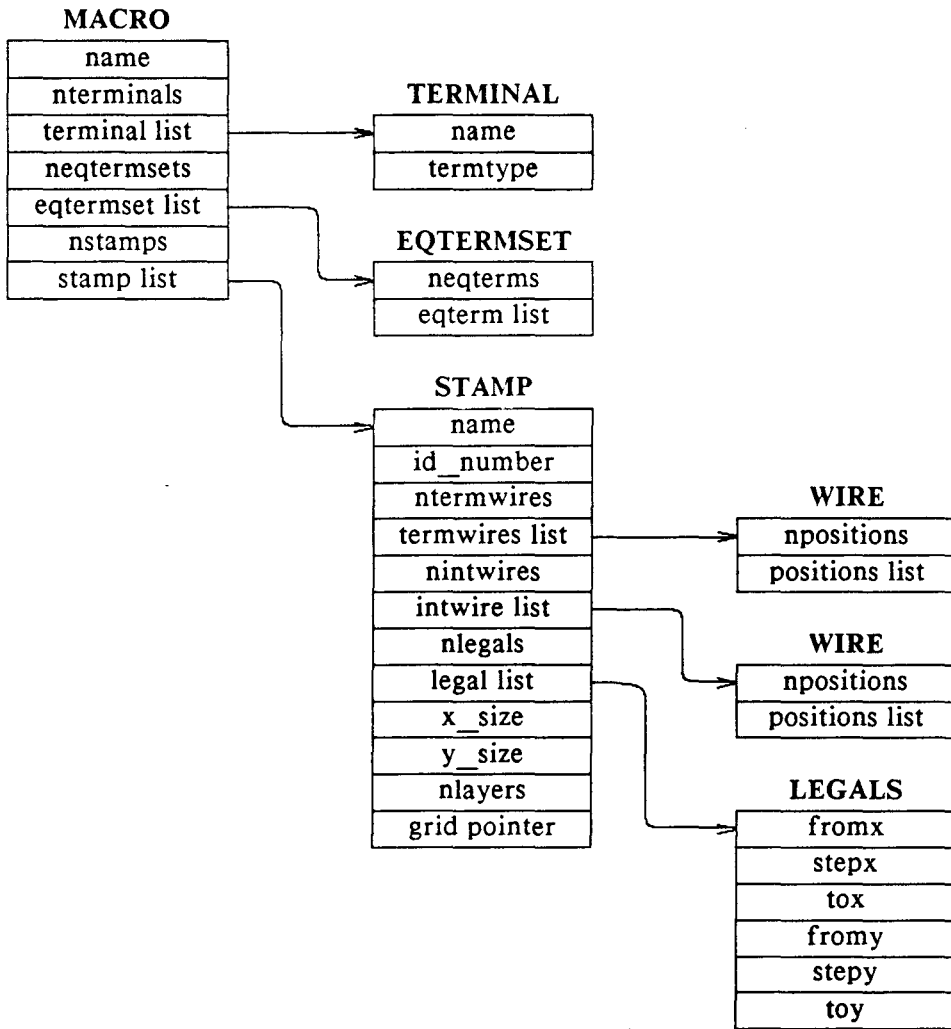 MACRO
name
nterminals
terminal list
neqtermsets
eqtermset list
nstamps
stamp list
TERMINAL
name
termtype
EQTERMSET
neqterms
eqterm list
STAMP
name
id_number
ntermwires
termwires list
nintwires
intwire list
nlegals
legal list
x_size
y_size
nlayers
grid pointer
WIRE
npositions
positions list
WIRE
npositions
positions list
LEGALS
fromx
stepx
tox
fromy
stepy
toy